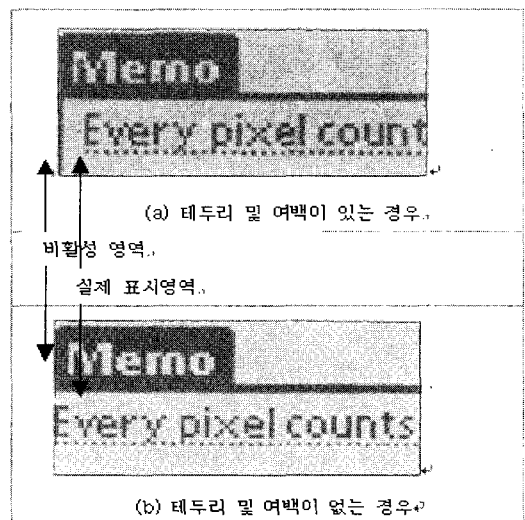 Memo
Every pixel count
(a) 테두리 및 여백이 있는 경우
비활성 영역
실제 표시영역
Memo
Every pixel counts
(b) 테두리 및 여백이 없는 경우